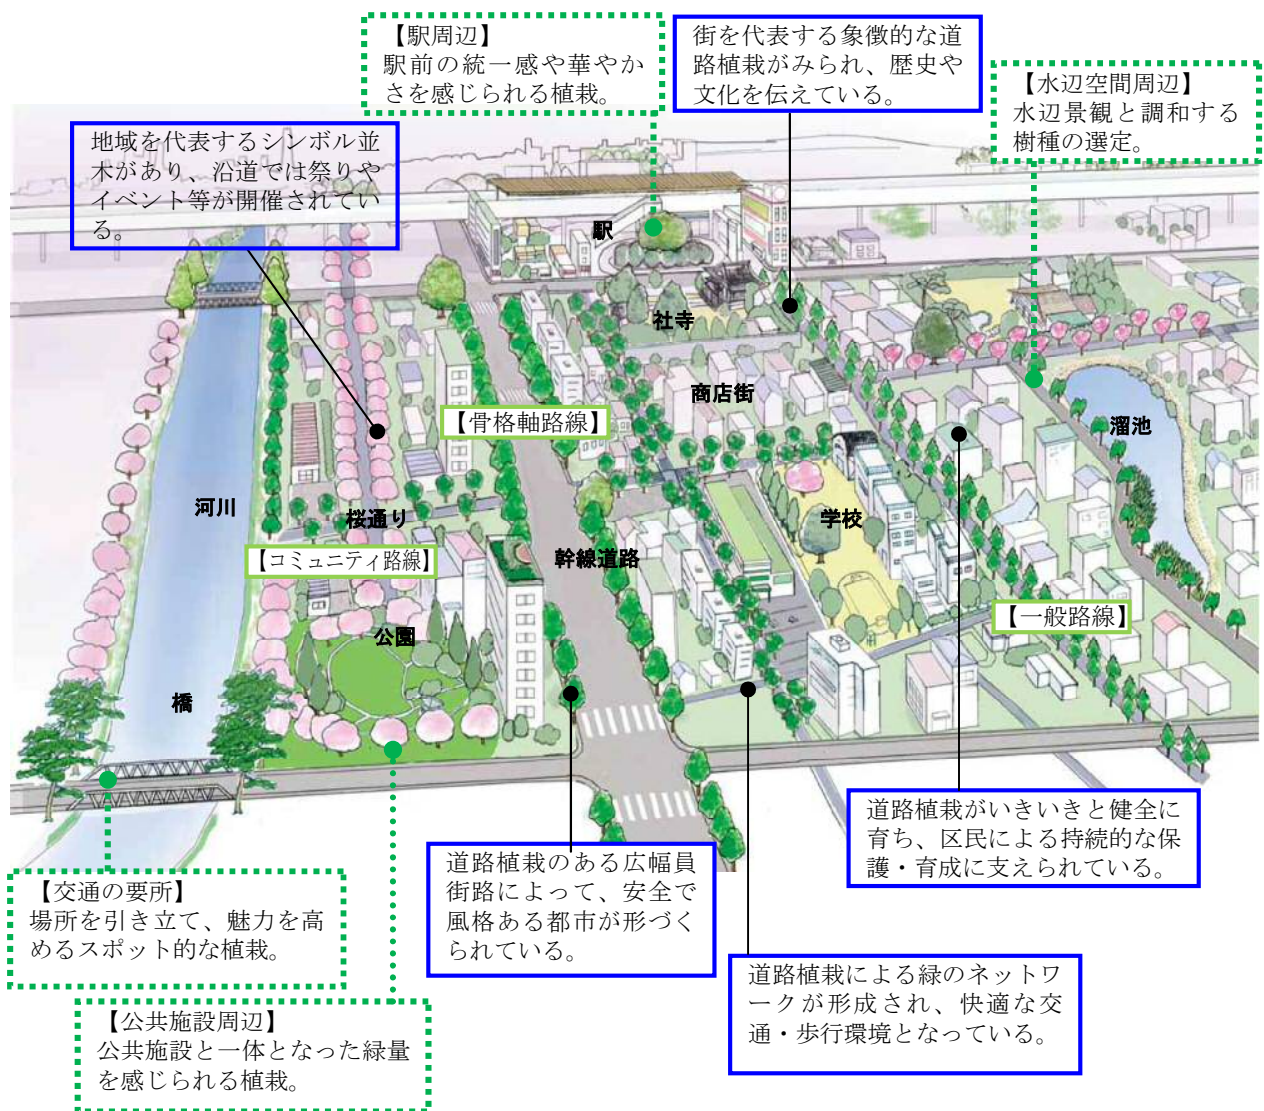 【駅周辺】
駅前の統一感や華やか
さを感じられる植栽。
街を代表する象徴的な道
路植栽がみられ、歴史や
文化を伝えている。
【水辺空間周辺】
水辺景観と調和する
樹種の選定。
地域を代表するシンボル並
木があり、沿道では祭りや
イベント等が開催されてい
る。
駅
社寺
商店街
【骨格軸路線】
溜池
河川
桜通り
学校
【コミュニティ路線】
幹線道路
【一般路線】
公園
橋
道路植栽がいきいきと健全に
育ち、区民による持続的な保
護・育成に支えられている。
道路植栽のある広幅員
街路によって、安全で
風格ある都市が形づく
られている。
【交通の要所】
場所を引き立て、魅力を高
めるスポット的な植栽。
道路植栽による緑のネットワ
ークが形成され、快適な交
通・歩行環境となっている。
【公共施設周辺】
公共施設と一体となった緑量
を感じられる植栽。